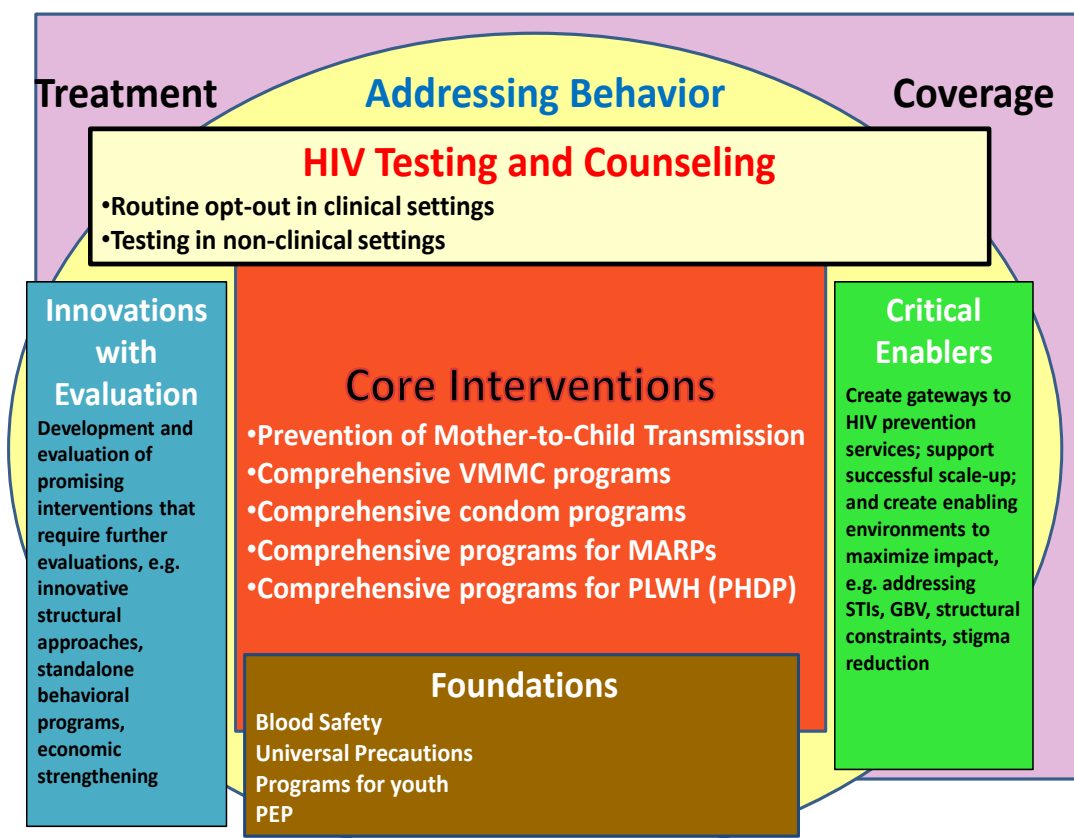 Treatment
Addressing Behavior
Coverage
HIV Testing and Counseling
•Routine opt-out in clinical settings
•Testing in non-clinical settings
Innovations
with
Evaluation
Development and
evaluation of
promising
interventions that
require further
evaluations, e.g.
innovative
structural
approaches,
standalone
behavioral
programs,
economic
strengthening
Core Interventions
•Prevention of Mother-to-Child Transmission
•Comprehensive VMMC programs
•Comprehensive condom programs
•Comprehensive programs for MARPs
•Comprehensive programs for PLWH (PHDP)
Critical
Enablers
Create gateways to
HIV prevention
services; support
successful scale-up;
and create enabling
environments to
maximize impact,
e.g. addressing
STIs, GBV, structural
constraints, stigma
reduction
Foundations
Blood Safety
Universal Precautions
Programs for youth
PEP